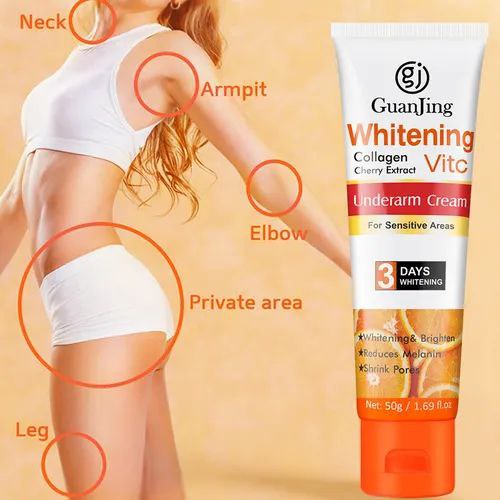 Neck
Armpit
Elbow
Private area
Leg
gj
GuanJing
Whitening
Collagen
Cherry Extract
Vitc
Underarm Cream
For Sensitive Areas
3 DAYS
WHITENING
★Whitening& Brighten
★Reduces Melanin
★Shrink Pores
Net: 50g / 1.69 fl.oz